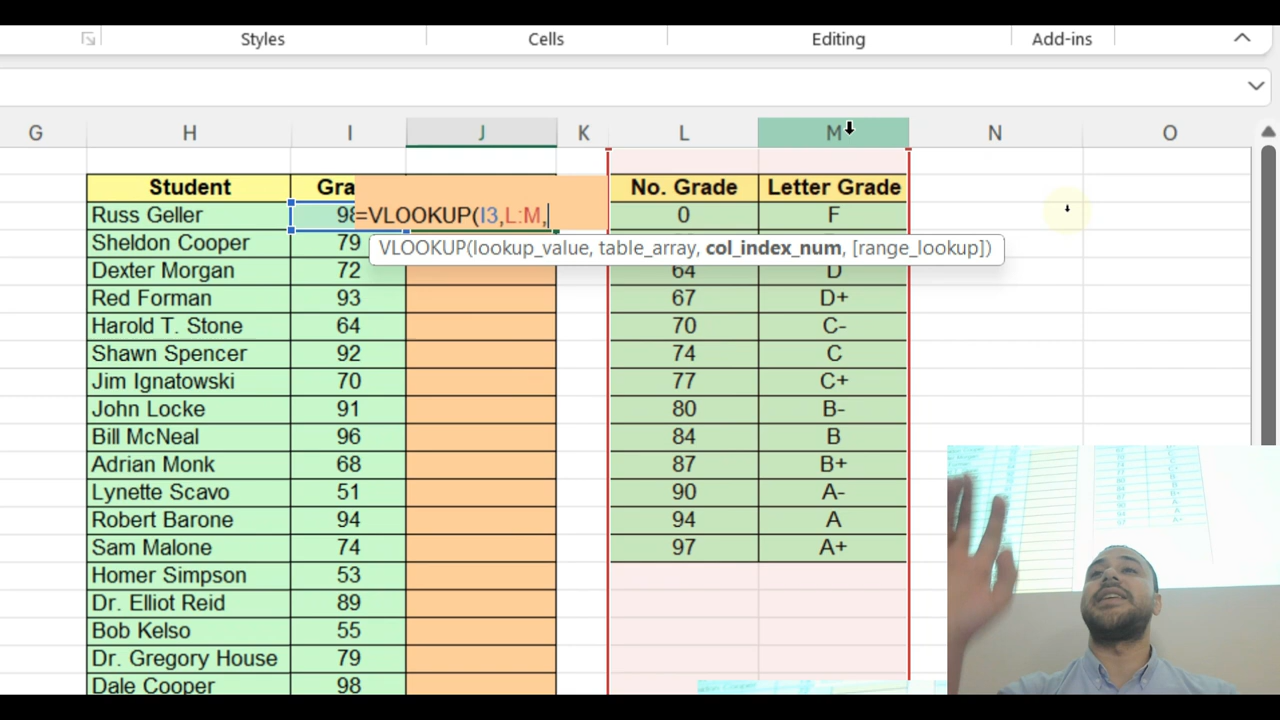 Styles Cells Editing Add-ins
G H I J K L M N O
Student Gra No. Grade Letter Grade
Russ Geller 98 =VLOOKUP(I3,L:M, 0 F
Sheldon Cooper 79 VLOOKUP(lookup_value, table_array, col_index_num, [range_lookup])
Dexter Morgan 72 64 D
Red Forman 93 67 D+
Harold T. Stone 64 70 C-
Shawn Spencer 92 74 C
Jim Ignatowski 70 77 C+
John Locke 91 80 B-
Bill McNeal 96 84 B
Adrian Monk 68 87 B+
Lynette Scavo 51 90 A-
Robert Barone 94 94 A
Sam Malone 74 97 A+
Homer Simpson 53
Dr. Elliot Reid 89
Bob Kelso 55
Dr. Gregory House 79
Dale Cooper 98